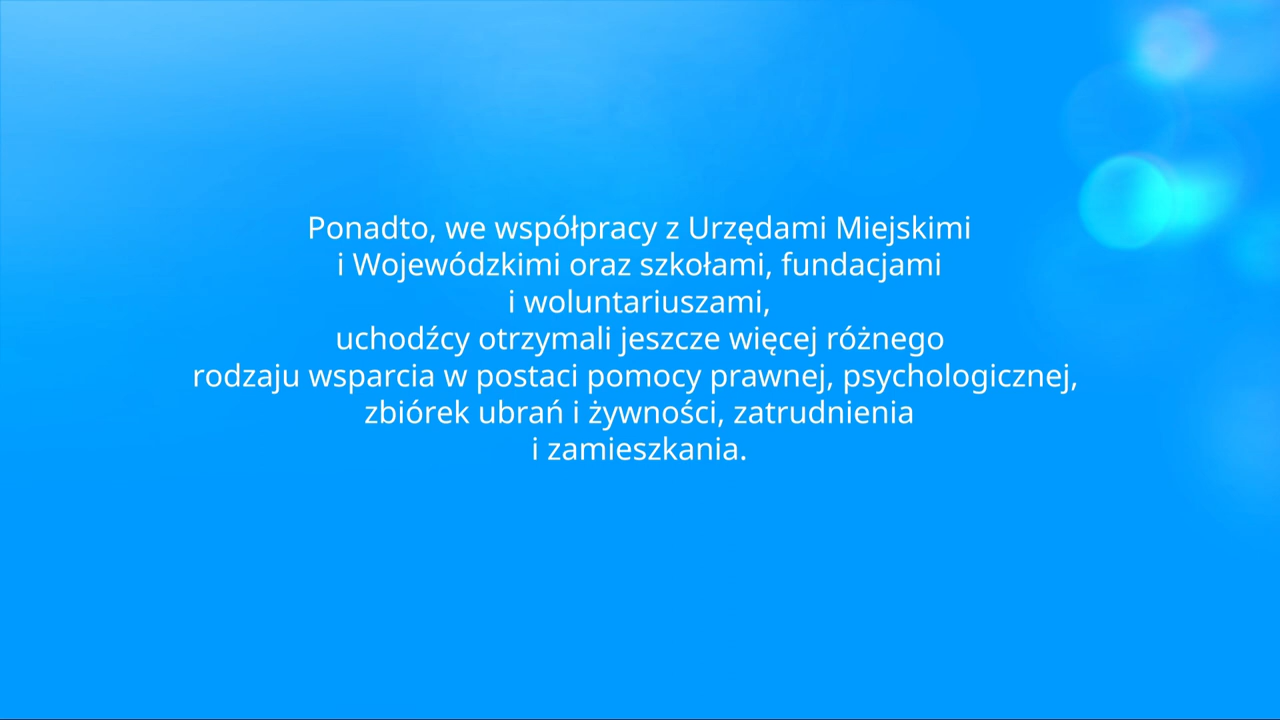 Ponadto, we współpracy z Urzędami Miejskimi
i Wojewódzkimi oraz szkołami, fundacjami
i woluntariuszami,
uchodźcy otrzymali jeszcze więcej różnego
rodzaju wsparcia w postaci pomocy prawnej, psychologicznej,
zbiórek ubrań i żywności, zatrudnienia
i zamieszkania.